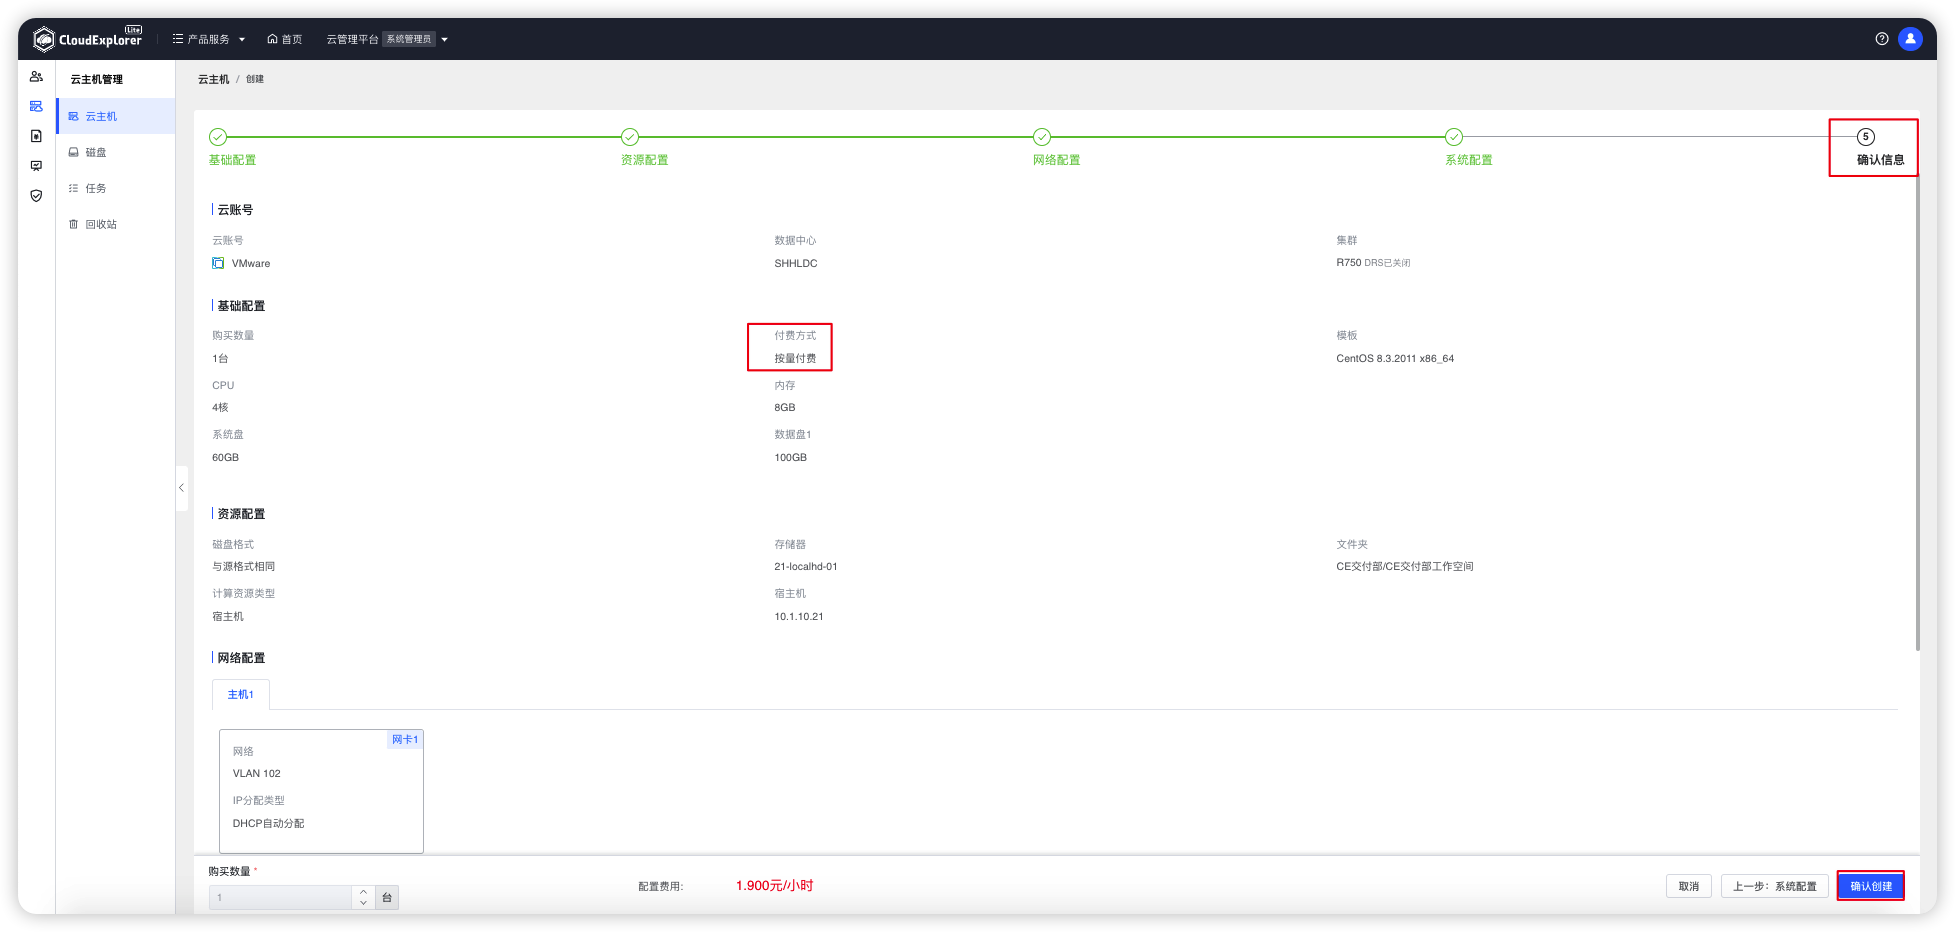 CloudExplorer Lite
产品服务
首页
云管理平台 系统管理员
云主机管理
云主机
磁盘
任务
回收站
云主机 / 创建
基础配置
资源配置
网络配置
系统配置
5
确认信息
云账号
云账号
数据中心
集群
VMware
SHHLDC
R750 DRS已关闭
基础配置
购买数量
付费方式
模板
1台
按量付费
CentOS 8.3.2011 x86_64
CPU
内存
4核
8GB
系统盘
数据盘1
60GB
100GB
资源配置
磁盘格式
存储器
文件夹
与源格式相同
21-localhd-01
CE交付部/CE交付部工作空间
计算资源类型
宿主机
宿主机
10.1.10.21
网络配置
主机1
网卡1
网络
VLAN 102
IP分配类型
DHCP自动分配
购买数量 *
1
台
配置费用:
1.900元/小时
取消
上一步：系统配置
确认创建